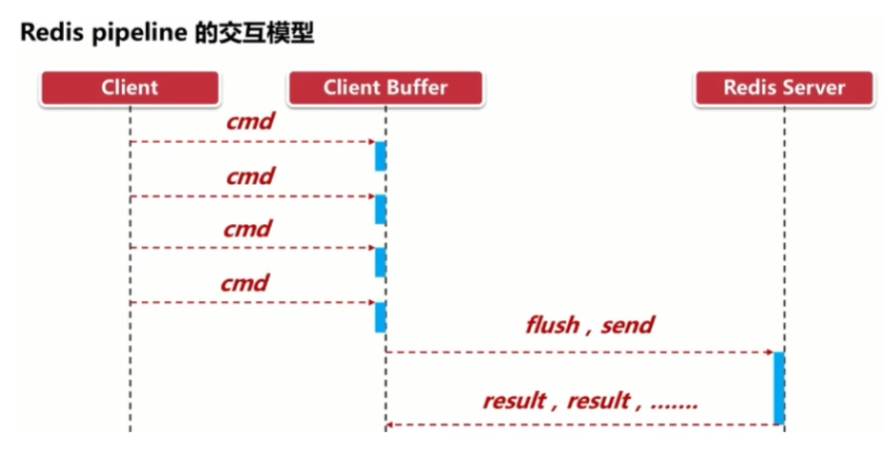 Redis pipeline 的交互模型
Client Client Buffer Redis Server
cmd
cmd
cmd
cmd
flush , send
result , result , .......